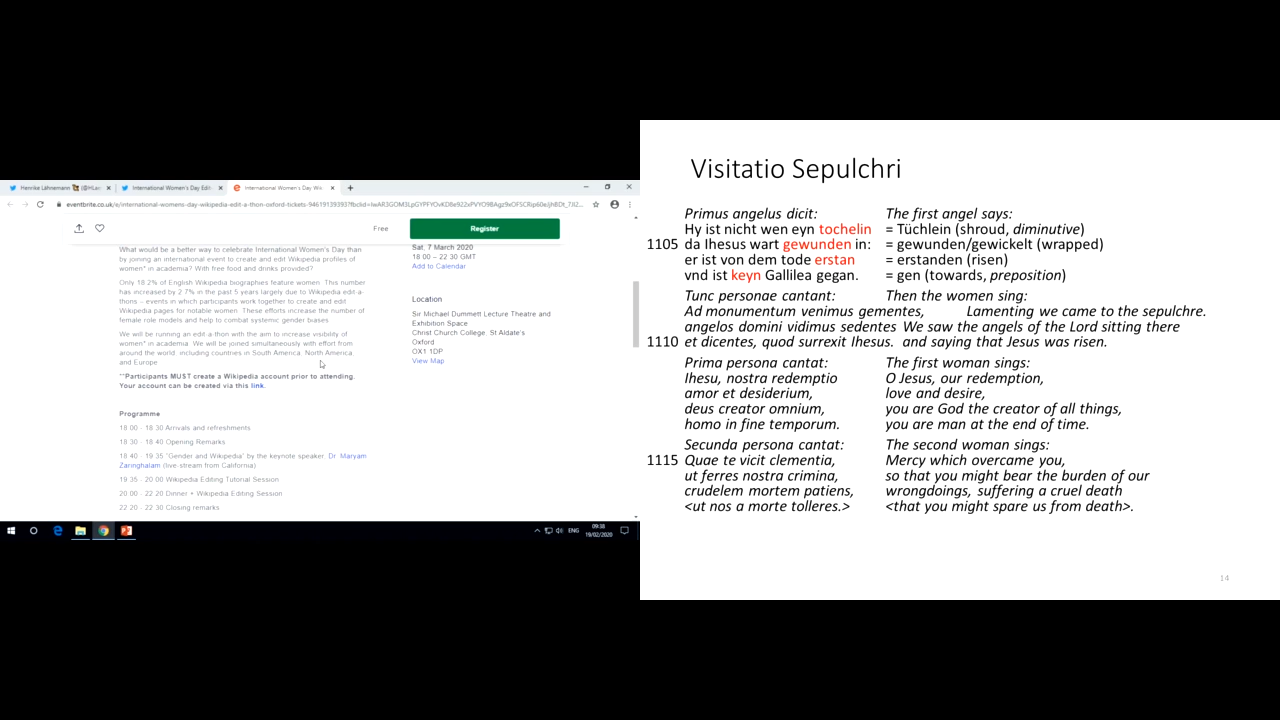 Henrike Lähnemann
International Women's Day Edit
International Women's Day Wik
Free
Register
What would be a better way to celebrate International Women's Day than
by joining an international event to create and edit Wikipedia profiles of
women* in academia? With free food and drinks provided?
Only 18.2% of English Wikipedia biographies feature women. This number
has increased by 2.7% in the past 5 years largely due to Wikipedia edit-a-
thons – events in which participants work together to create and edit
Wikipedia pages for notable women. These efforts increase the number of
female role models and help to combat systemic gender biases.
We will be running an edit-a-thon with the aim to increase visibility of
women* in academia. We will be joined simultaneously with effort from
around the world, including countries in South America, North America
and Europe.
**Participants MUST create a Wikipedia account prior to attending.
Your account can be created via this link.
Programme
18.00 - 18.30 Arrivals and refreshments
18.30 - 18.40 Opening Remarks
18.40 - 19.35 "Gender and Wikipedia" by the keynote speaker, Dr. Maryam
Zaringhalam (live-stream from California)
19.35 - 20.00 Wikipedia Editing Tutorial Session
20.00 - 22.20 Dinner + Wikipedia Editing Session
22.20 - 22.30 Closing remarks
Sat, 7 March 2020
18:00 – 22:30 GMT
Add to Calendar
Location
Sir Michael Dummett Lecture Theatre and
Exhibition Space
Christ Church College, St Aldate's
Oxford
OX1 1DP
View Map
ENG
09:38
19/02/2020
Visitatio Sepulchri
Primus angelus dicit: The first angel says:
Hy ist nicht wen eyn tochelin = Tüchlein (shroud, diminutive)
1105 da Ihesus wart gewunden in: = gewunden/gewickelt (wrapped)
er ist von dem tode erstan = erstanden (risen)
vnd ist keyn Gallilea gegan. = gen (towards, preposition)
Tunc personae cantant: Then the women sing:
Ad monumentum venimus gementes, Lamenting we came to the sepulchre.
angelos domini vidimus sedentes We saw the angels of the Lord sitting there
1110 et dicentes, quod surrexit Ihesus. and saying that Jesus was risen.
Prima persona cantat: The first woman sings:
Ihesu, nostra redemptio O Jesus, our redemption,
amor et desiderium, love and desire,
deus creator omnium, you are God the creator of all things,
homo in fine temporum. you are man at the end of time.
Secunda persona cantat: The second woman sings:
1115 Quae te vicit clementia, Mercy which overcame you,
ut ferres nostra crimina, so that you might bear the burden of our
crudelem mortem patiens, wrongdoings, suffering a cruel death
<ut nos a morte tolleres.> <that you might spare us from death>.
14